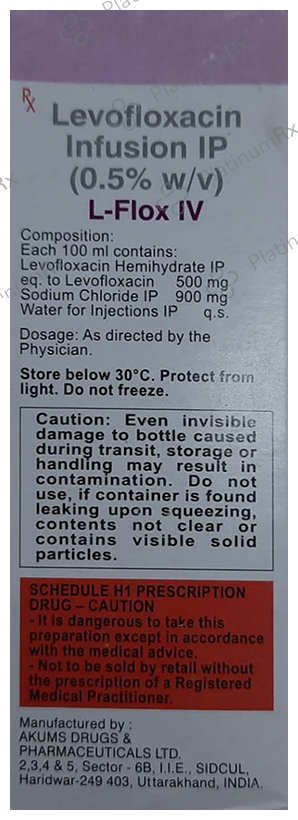 Rx
Levofloxacin
Infusion IP
(0.5% w/v)
L-Flox IV
Composition:
Each 100 ml contains:
Levofloxacin Hemihydrate IP
eq. to Levofloxacin 500 mg
Sodium Chloride IP 900 mg
Water for Injections IP q.s.
Dosage: As directed by the
Physician.
Store below 30°C. Protect from
light. Do not freeze.
Caution: Even invisible
damage to bottle caused
during transit, storage or
handling may result in
contamination. Do not
use, if container is found
leaking upon squeezing,
contents not clear or
contains visible solid
particles.
SCHEDULE H1 PRESCRIPTION
DRUG – CAUTION
- It is dangerous to take this
preparation except in accordance
with the medical advice.
- Not to be sold by retail without
the prescription of a Registered
Medical Practitioner.
Manufactured by :
AKUMS DRUGS &
PHARMACEUTICALS LTD.
2,3,4 & 5, Sector - 6B, I.I.E., SIDCUL,
Haridwar-249 403, Uttarakhand, INDIA.
PlatinumRx